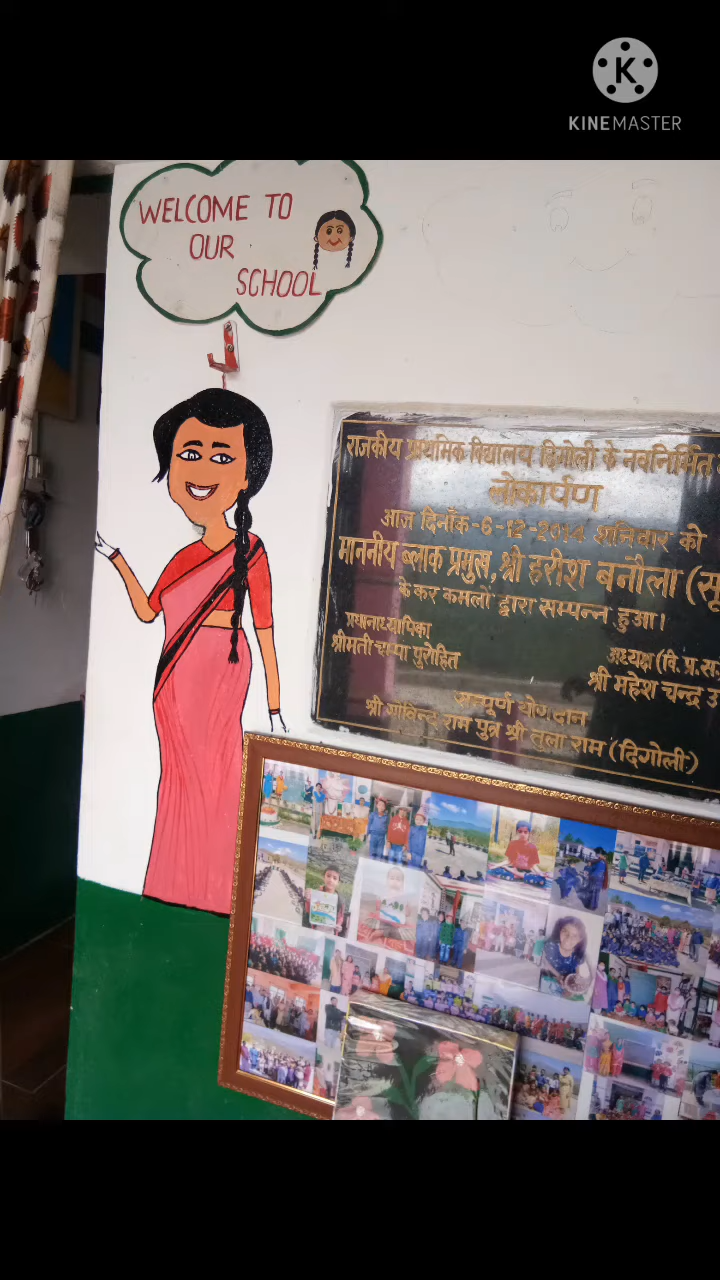 KINEMASTER
WELCOME TO
OUR
SCHOOL
राजकीय प्राथमिक विद्यालय दिगोली के नवनिर्मित
लोकार्पण
आज दिनाँक-6-12-2014 शनिवार को
माननीय ब्लाक प्रमुख, श्री हरीश बनौला (सू
के कर कमलों द्वारा सम्पन्न हुआ।
प्रधानाध्यापिका
श्रीमती चम्पा पुरोहित
अध्यक्ष (वि.प्र.स.
श्री महेश चन्द्र
सम्पूर्ण योगदान
श्री गोविन्द राम पुत्र श्री तुला राम (दिगोली)